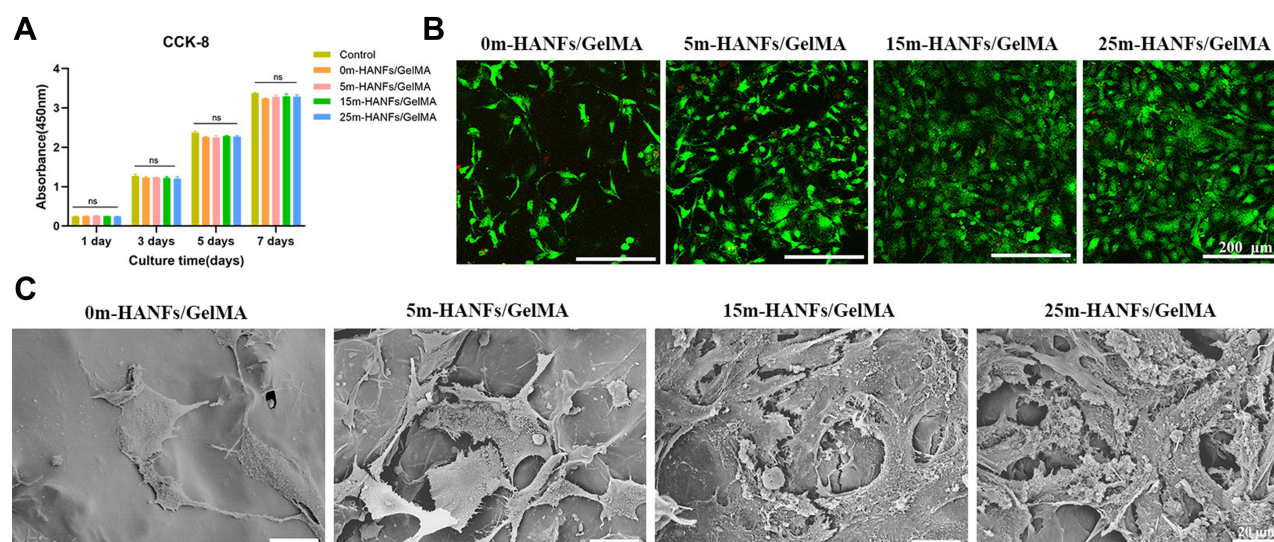 A
CCK-8
Absorbance(450nm)
4
3
2
1
0
ns
ns
ns
ns
1 day
3 days
5 days
7 days
Culture time(days)
Control
0m-HANFs/GelMA
5m-HANFs/GelMA
15m-HANFs/GelMA
25m-HANFs/GelMA
B
0m-HANFs/GelMA
5m-HANFs/GelMA
15m-HANFs/GelMA
25m-HANFs/GelMA
200 μm
C
0m-HANFs/GelMA
5m-HANFs/GelMA
15m-HANFs/GelMA
25m-HANFs/GelMA
20 μm